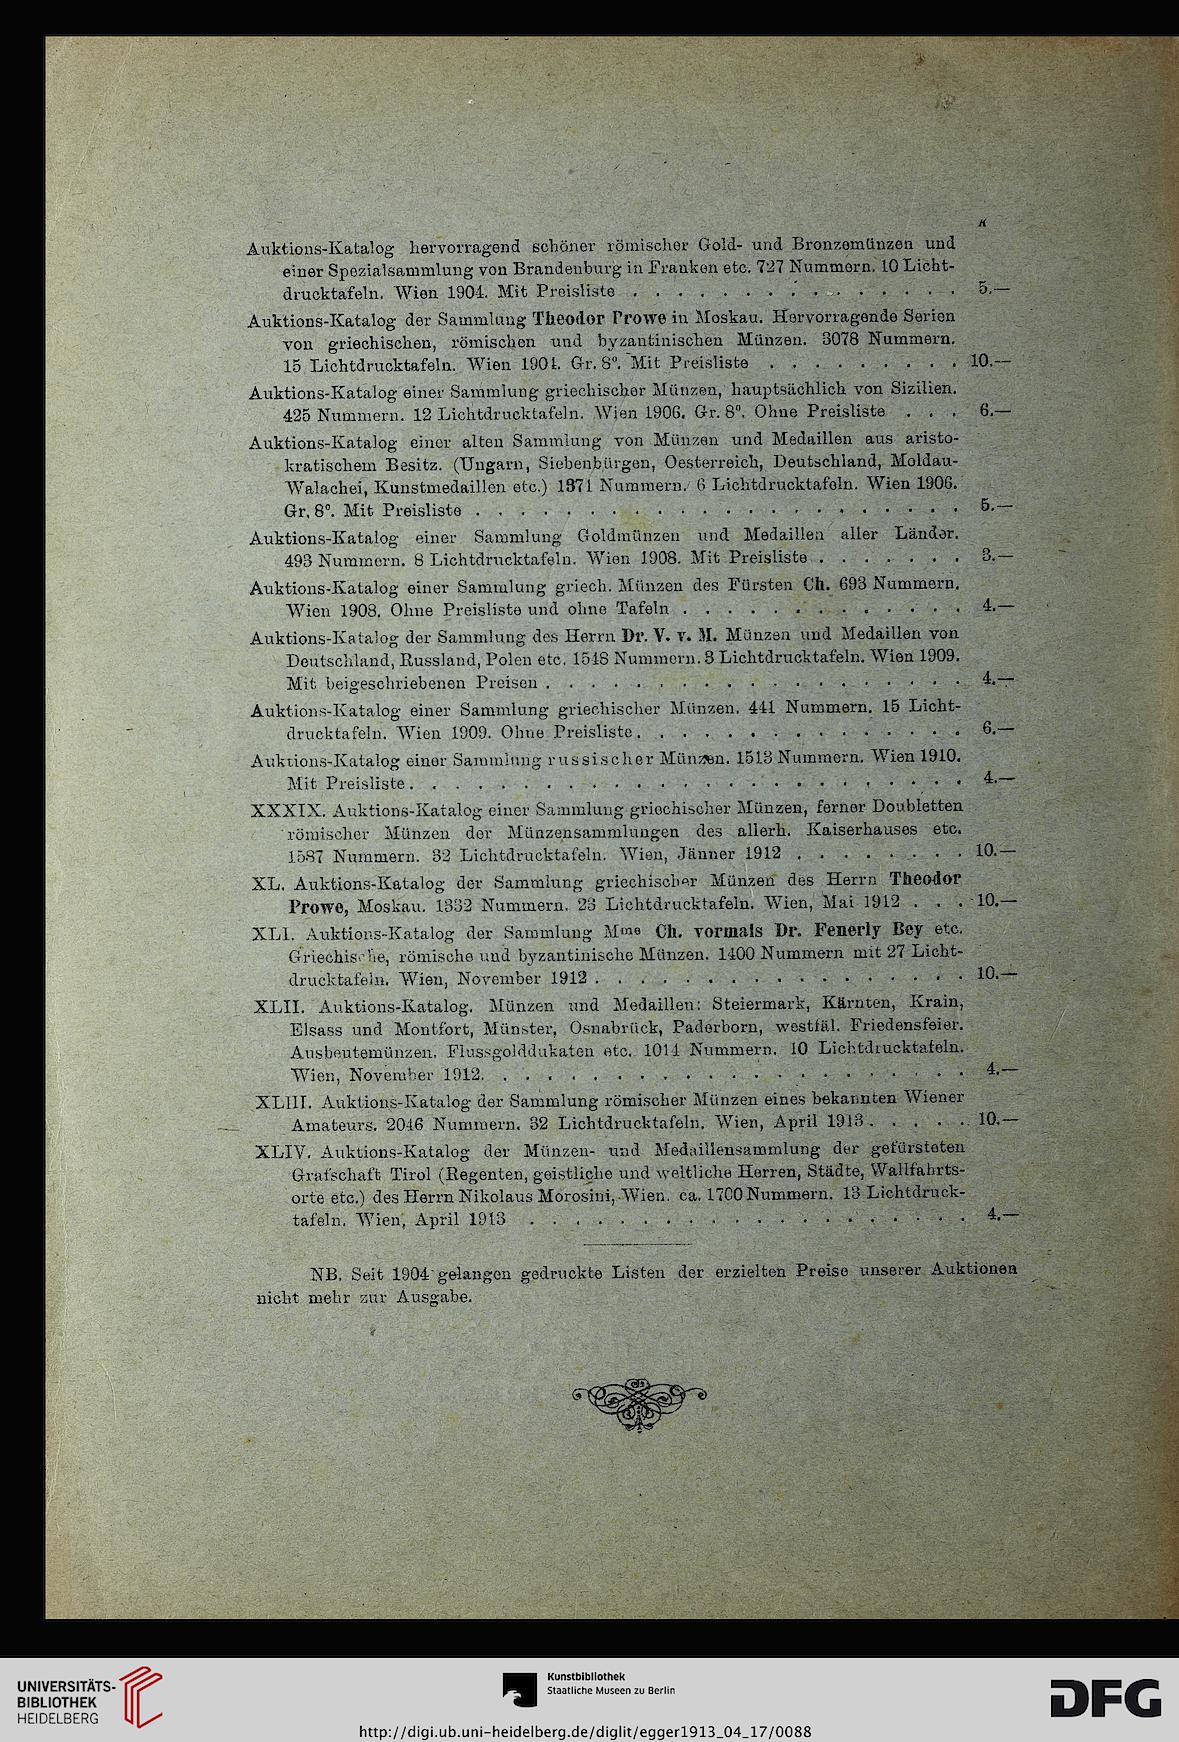 K
Auktions-Katalog hervorragend schöner römischer Gold- und Bronzemünzen und
einer Spezialsammlung von Brandenburg in Franken etc. 727 Nummern. 10 Licht-
drucktafeln. Wien 1904. Mit Preisliste . . . . . . . . . . . . . . . 5.—
Auktions-Katalog der Sammlung Theodor Prowe in Moskau. Hervorragende Serien
von griechischen, römischen und byzantinischen Münzen. 3078 Nummern.
15 Lichtdrucktafeln. Wien 1904. Gr. 8°. Mit Preisliste . . . . . . . . . 10.—
Auktions-Katalog einer Sammlung griechischer Münzen, hauptsächlich von Sizilien.
425 Nummern. 12 Lichtdrucktafeln. Wien 1906. Gr. 8°. Ohne Preisliste . . . 6.—
Auktions-Katalog einer alten Sammlung von Münzen und Medaillen aus aristo-
kratischem Besitz. (Ungarn, Siebenbürgen, Oesterreich, Deutschland, Moldau-
Walachei, Kunstmedaillen etc.) 1371 Nummern. 6 Lichtdrucktafeln. Wien 1906.
Gr. 8°. Mit Preisliste . . . . . . . . . . . . . . . . . . . . . . 5.—
Auktions-Katalog einer Sammlung Goldmünzen und Medaillen aller Länder.
493 Nummern. 8 Lichtdrucktafeln. Wien 1908. Mit Preisliste . . . . . . . 3.—
Auktions-Katalog einer Sammlung griech. Münzen des Fürsten Ch. 693 Nummern.
Wien 1908. Ohne Preisliste und ohne Tafeln . . . . . . . . . . . . . 4.—
Auktions-Katalog der Sammlung des Herrn Dr. V. v. M. Münzen und Medaillen von
Deutschland, Russland, Polen etc. 1548 Nummern. 3 Lichtdrucktafeln. Wien 1909.
Mit beigeschriebenen Preisen . . . . . . . . . . . . . . . . . . . 4.—
Auktions-Katalog einer Sammlung griechischer Münzen. 441 Nummern. 15 Licht-
drucktafeln. Wien 1909. Ohne Preisliste . . . . . . . . . . . . . . . 6.—
Auktions-Katalog einer Sammlung russischer Münzen. 1513 Nummern. Wien 1910.
Mit Preisliste . . . . . . . . . . . . . . . . . . . . . . . . . 4.—
XXXIX. Auktions-Katalog einer Sammlung griechischer Münzen, ferner Doubletten
römischer Münzen der Münzensammlungen des allerh. Kaiserhauses etc.
1587 Nummern. 32 Lichtdrucktafeln. Wien, Jänner 1912 . . . . . . . . 10.—
XL. Auktions-Katalog der Sammlung griechischer Münzen des Herrn Theodor
Prowe, Moskau. 1332 Nummern. 23 Lichtdrucktafeln. Wien, Mai 1912 . . . 10.—
XLI. Auktions-Katalog der Sammlung Mme Ch. vormals Dr. Fenerly Bey etc.
Griechische, römische und byzantinische Münzen. 1400 Nummern mit 27 Licht-
drucktafeln. Wien, November 1912 . . . . . . . . . . . . . . . . . 10.—
XLII. Auktions-Katalog. Münzen und Medaillen: Steiermark, Kärnten, Krain,
Elsass und Montfort, Münster, Osnabrück, Paderborn, westfäl. Friedensfeier.
Ausbeutemünzen. Flussgolddukaten etc. 1014 Nummern. 10 Lichtdrucktafeln.
Wien, November 1912. . . . . . . . . . . . . . . . . . . . . . 4.—
XLIII. Auktions-Katalog der Sammlung römischer Münzen eines bekannten Wiener
Amateurs. 2046 Nummern. 32 Lichtdrucktafeln. Wien, April 1913 . . . . . 10.—
XLIV. Auktions-Katalog der Münzen- und Medaillensammlung der gefürsteten
Grafschaft Tirol (Regenten, geistliche und weltliche Herren, Städte, Wallfahrts-
orte etc.) des Herrn Nikolaus Morosini, Wien. ca. 1700 Nummern. 13 Lichtdruck-
tafeln. Wien, April 1913 . . . . . . . . . . . . . . . . . . . . 4.—
NB. Seit 1904 gelangen gedruckte Listen der erzielten Preise unserer Auktionen
nicht mehr zur Ausgabe.
UNIVERSITÄTS-
BIBLIOTHEK
HEIDELBERG
Kunstbibliothek
Staatliche Museen zu Berlin
DFG
http://digi.ub.uni-heidelberg.de/diglit/egger1913_04_17/0088